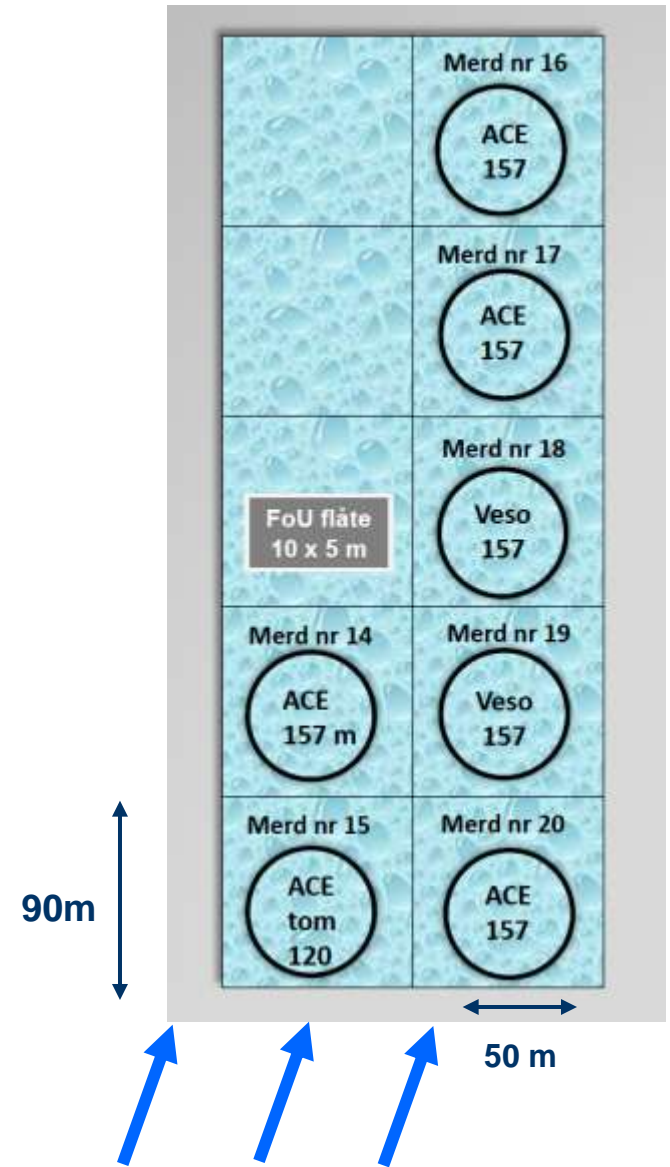 Merd nr 16
ACE
157
Merd nr 17
ACE
157
Merd nr 18
FoU flåte
10 x 5 m
Veso
157
Merd nr 14
ACE
157 m
Merd nr 19
Veso
157
Merd nr 15
ACE
tom
120
Merd nr 20
ACE
157
90m
50 m